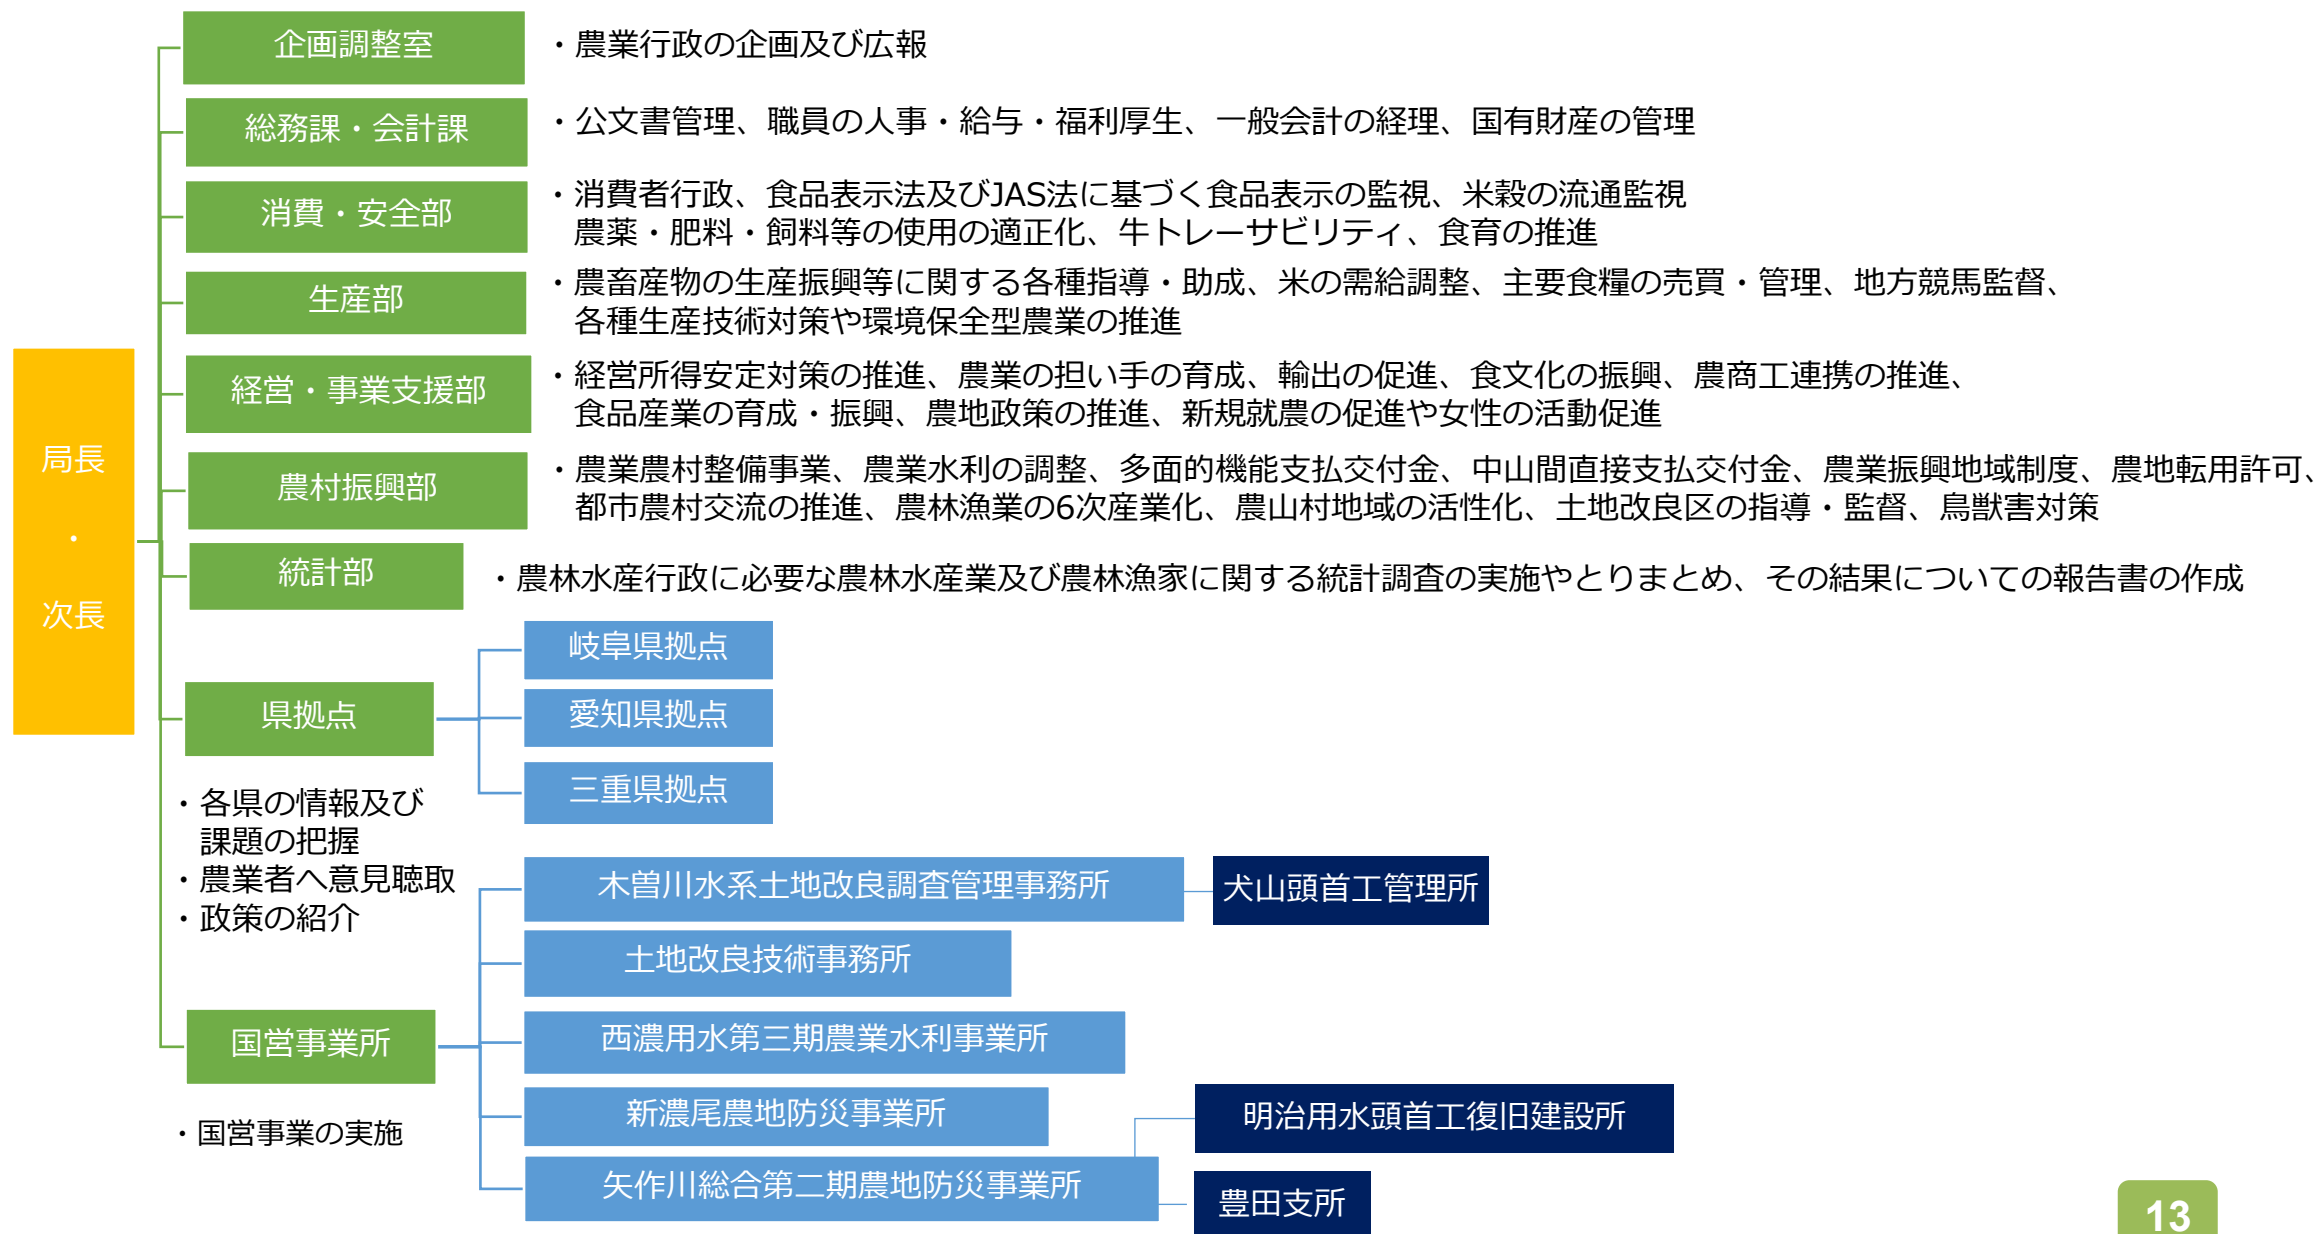 企画調整室
・農業行政の企画及び広報
総務課・会計課
・公文書管理、職員の人事・給与・福利厚生、一般会計の経理、国有財産の管理
消費・安全部
・消費者行政、食品表示法及びJAS法に基づく食品表示の監視、米穀の流通監視
農薬・肥料・飼料等の使用の適正化、牛トレーサビリティ、食育の推進
生産部
・農畜産物の生産振興等に関する各種指導・助成、米の需給調整、主要食糧の売買・管理、地方競馬監督、
各種生産技術対策や環境保全型農業の推進
経営・事業支援部
・経営所得安定対策の推進、農業の担い手の育成、輸出の促進、食文化の振興、農商工連携の推進、
食品産業の育成・振興、農地政策の推進、新規就農の促進や女性の活動促進
局長
・
次長
農村振興部
・農業農村整備事業、農業水利の調整、多面的機能支払交付金、中山間直接支払交付金、農業振興地域制度、農地転用許可、
都市農村交流の推進、農林漁業の6次産業化、農山村地域の活性化、土地改良区の指導・監督、鳥獣害対策
統計部
・農林水産行政に必要な農林水産業及び農林漁家に関する統計調査の実施やとりまとめ、その結果についての報告書の作成
県拠点
岐阜県拠点
愛知県拠点
三重県拠点
・各県の情報及び
課題の把握
・農業者へ意見聴取
・政策の紹介
国営事業所
・国営事業の実施
木曽川水系土地改良調査管理事務所
犬山頭首工管理所
土地改良技術事務所
西濃用水第三期農業水利事業所
新濃尾農地防災事業所
明治用水頭首工復旧建設所
矢作川総合第二期農地防災事業所
豊田支所
13